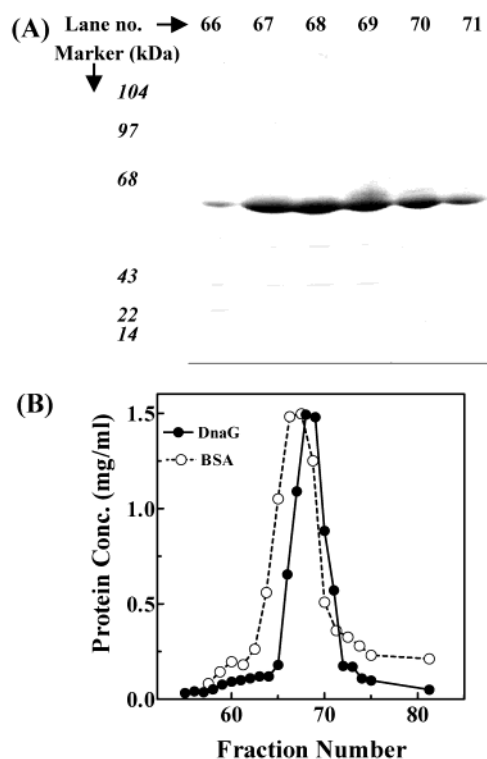 (A) Lane no. → 66 67 68 69 70 71
Marker (kDa)
104
97
68
43
22
14
(B)
DnaG
BSA
1.5
1.0
0.5
0.0
Protein Conc. (mg/ml)
60 70 80
Fraction Number